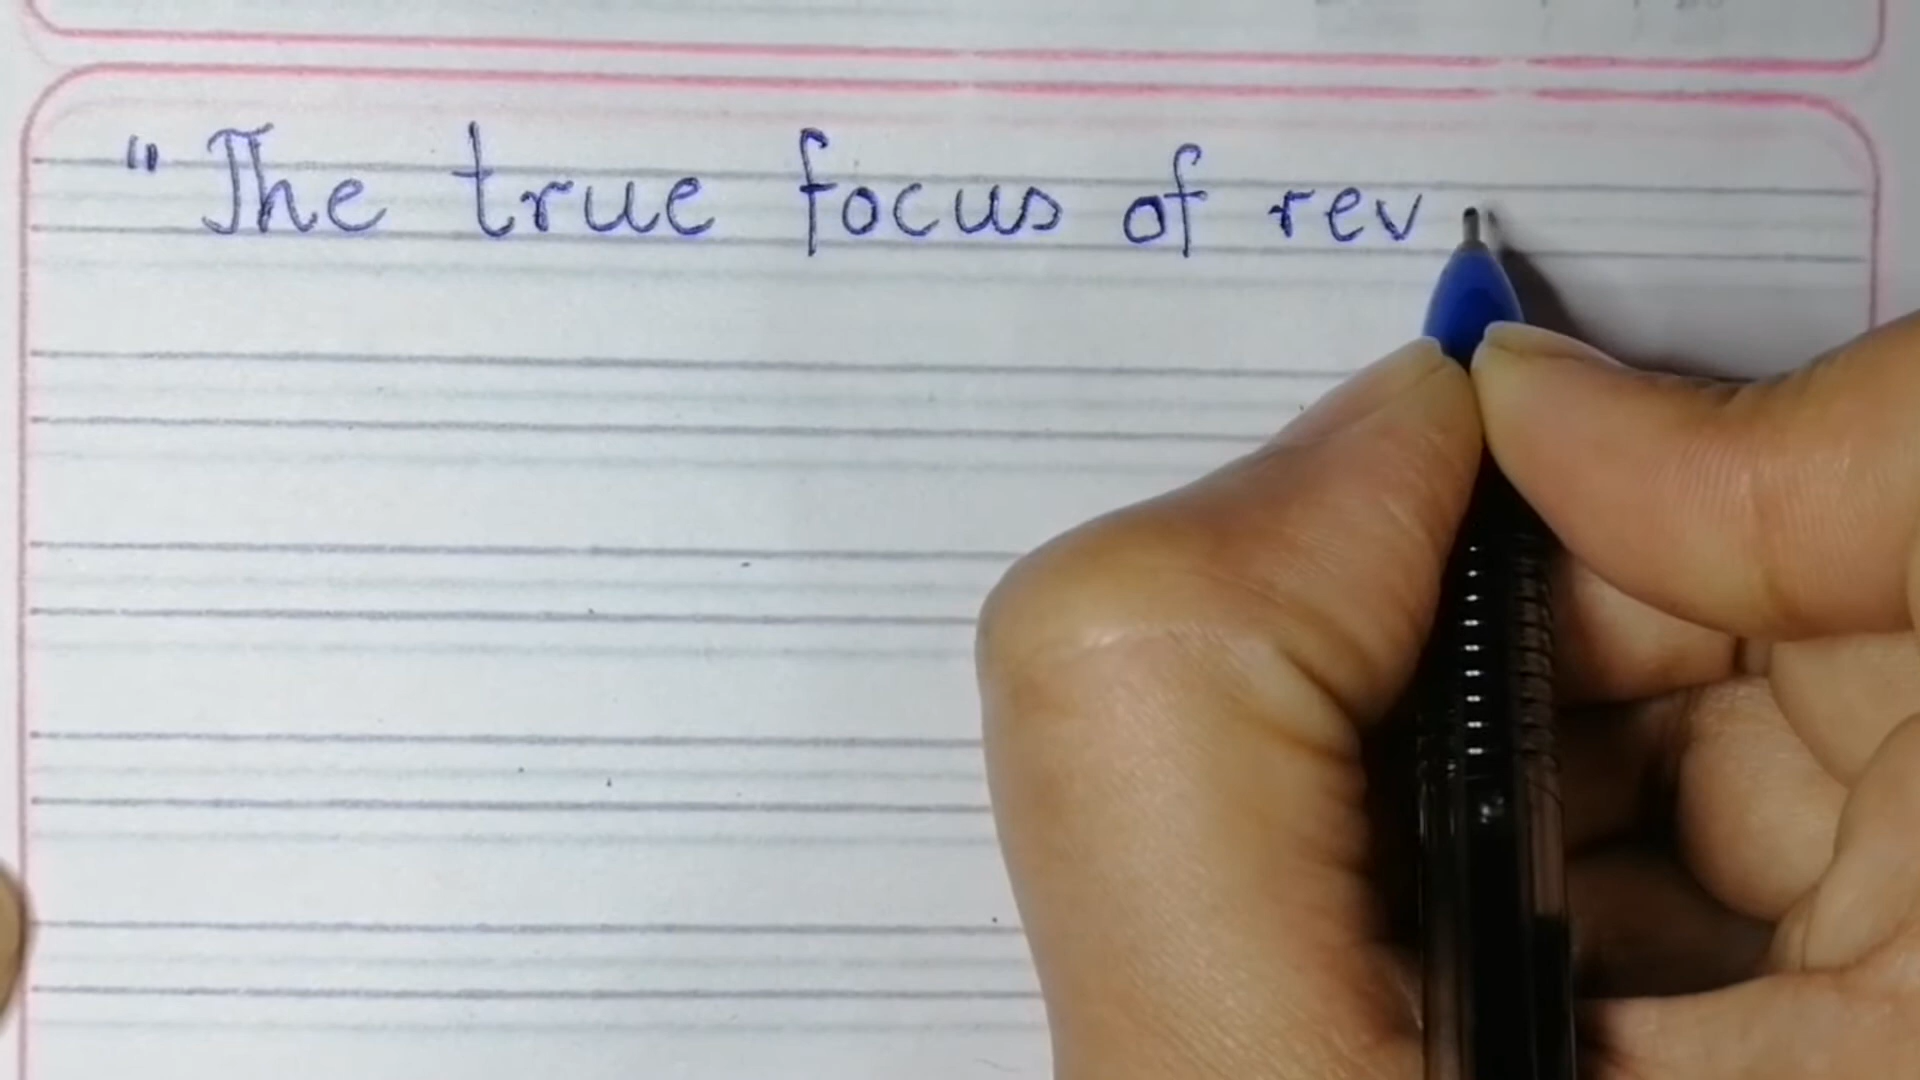 "The true focus of rev